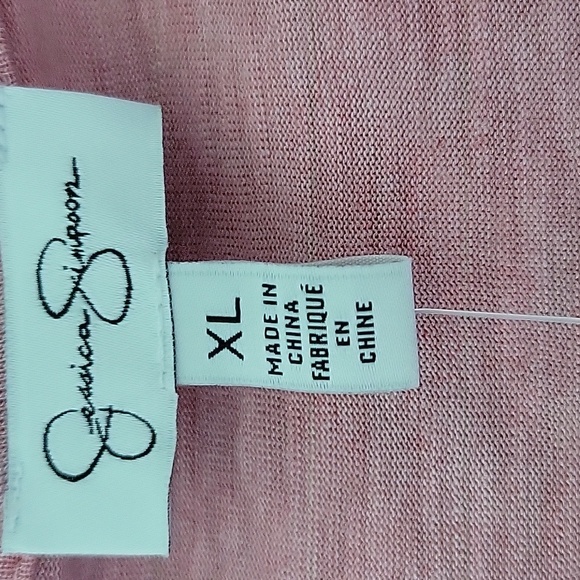 Jessica Simpson
XL
MADE IN
CHINA
FABRIQUÉ
EN
CHINE